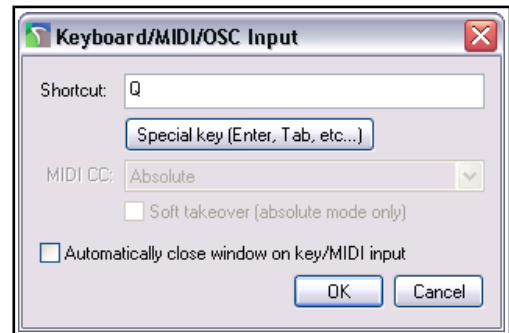 Keyboard/MIDI/OSC Input
Shortcut: Q
Special key (Enter, Tab, etc...)
MIDI CC: Absolute
Soft takeover (absolute mode only)
Automatically close window on key/MIDI input
OK Cancel